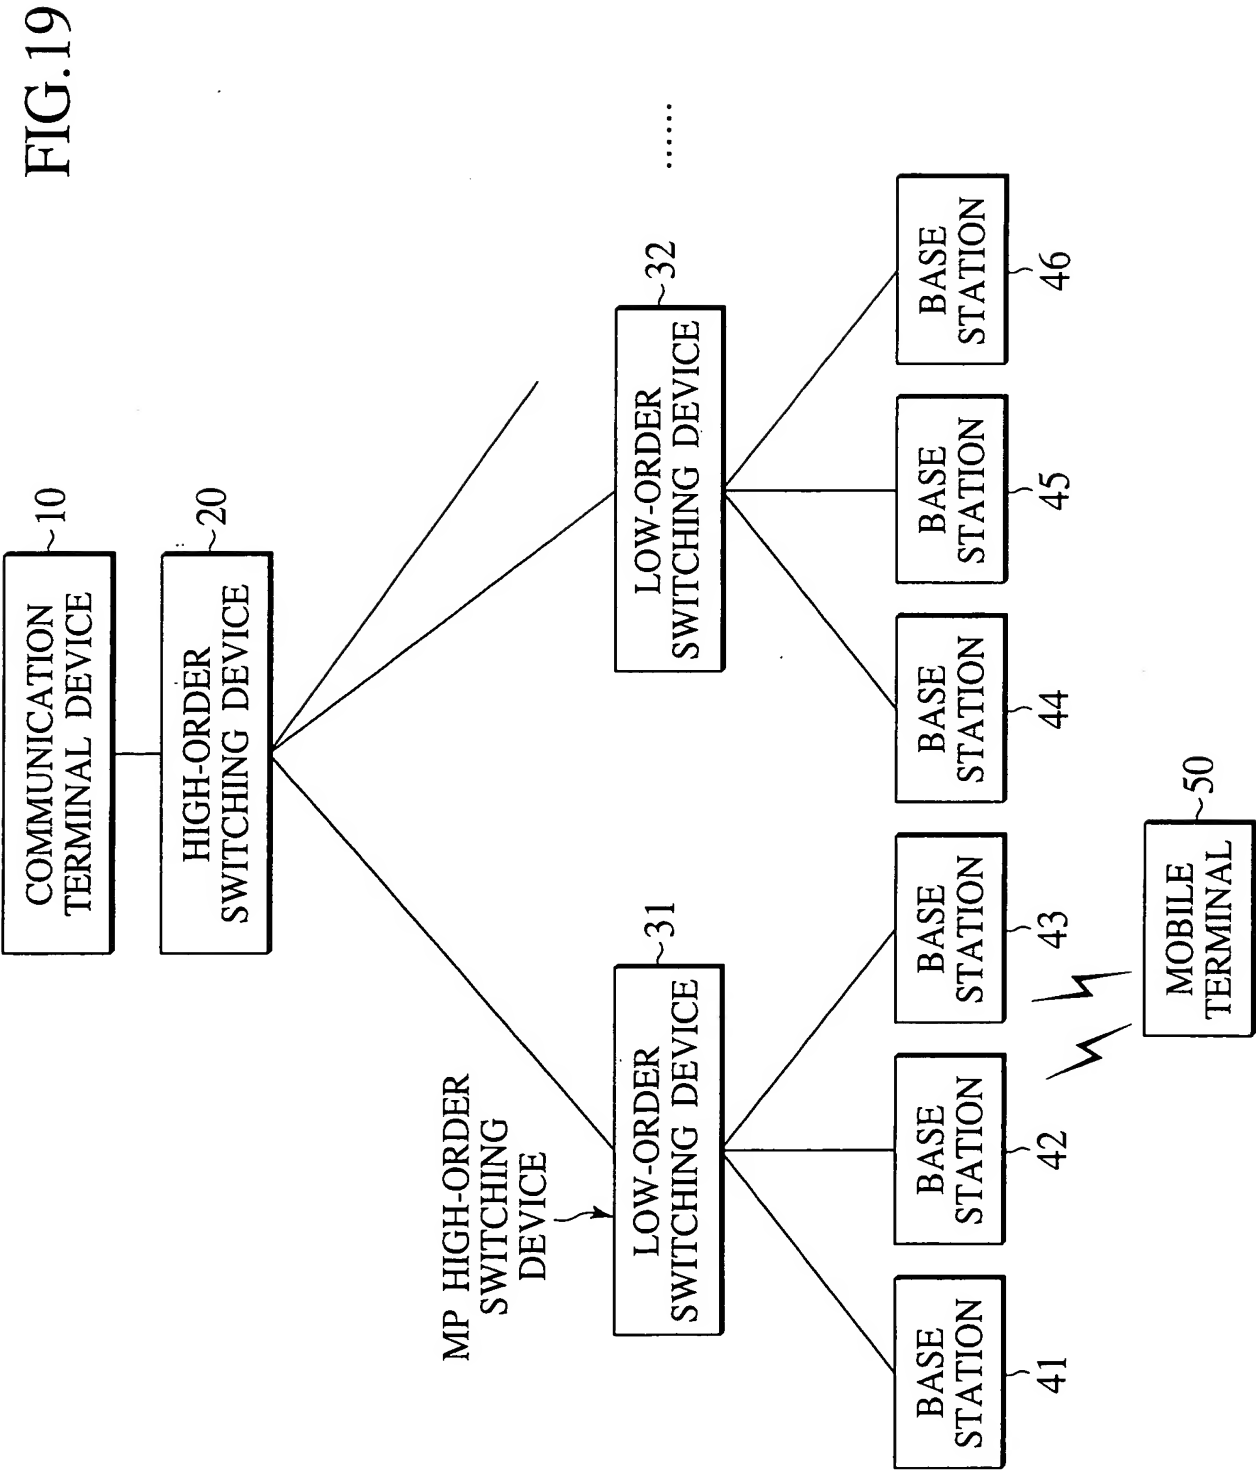 FIG.19
COMMUNICATION
TERMINAL DEVICE
10
HIGH-ORDER
SWITCHING DEVICE
20
MP HIGH-ORDER
SWITCHING
DEVICE
LOW-ORDER
SWITCHING DEVICE
31
LOW-ORDER
SWITCHING DEVICE
32
......
BASE
STATION
41
BASE
STATION
42
BASE
STATION
43
BASE
STATION
44
BASE
STATION
45
BASE
STATION
46
MOBILE
TERMINAL
50